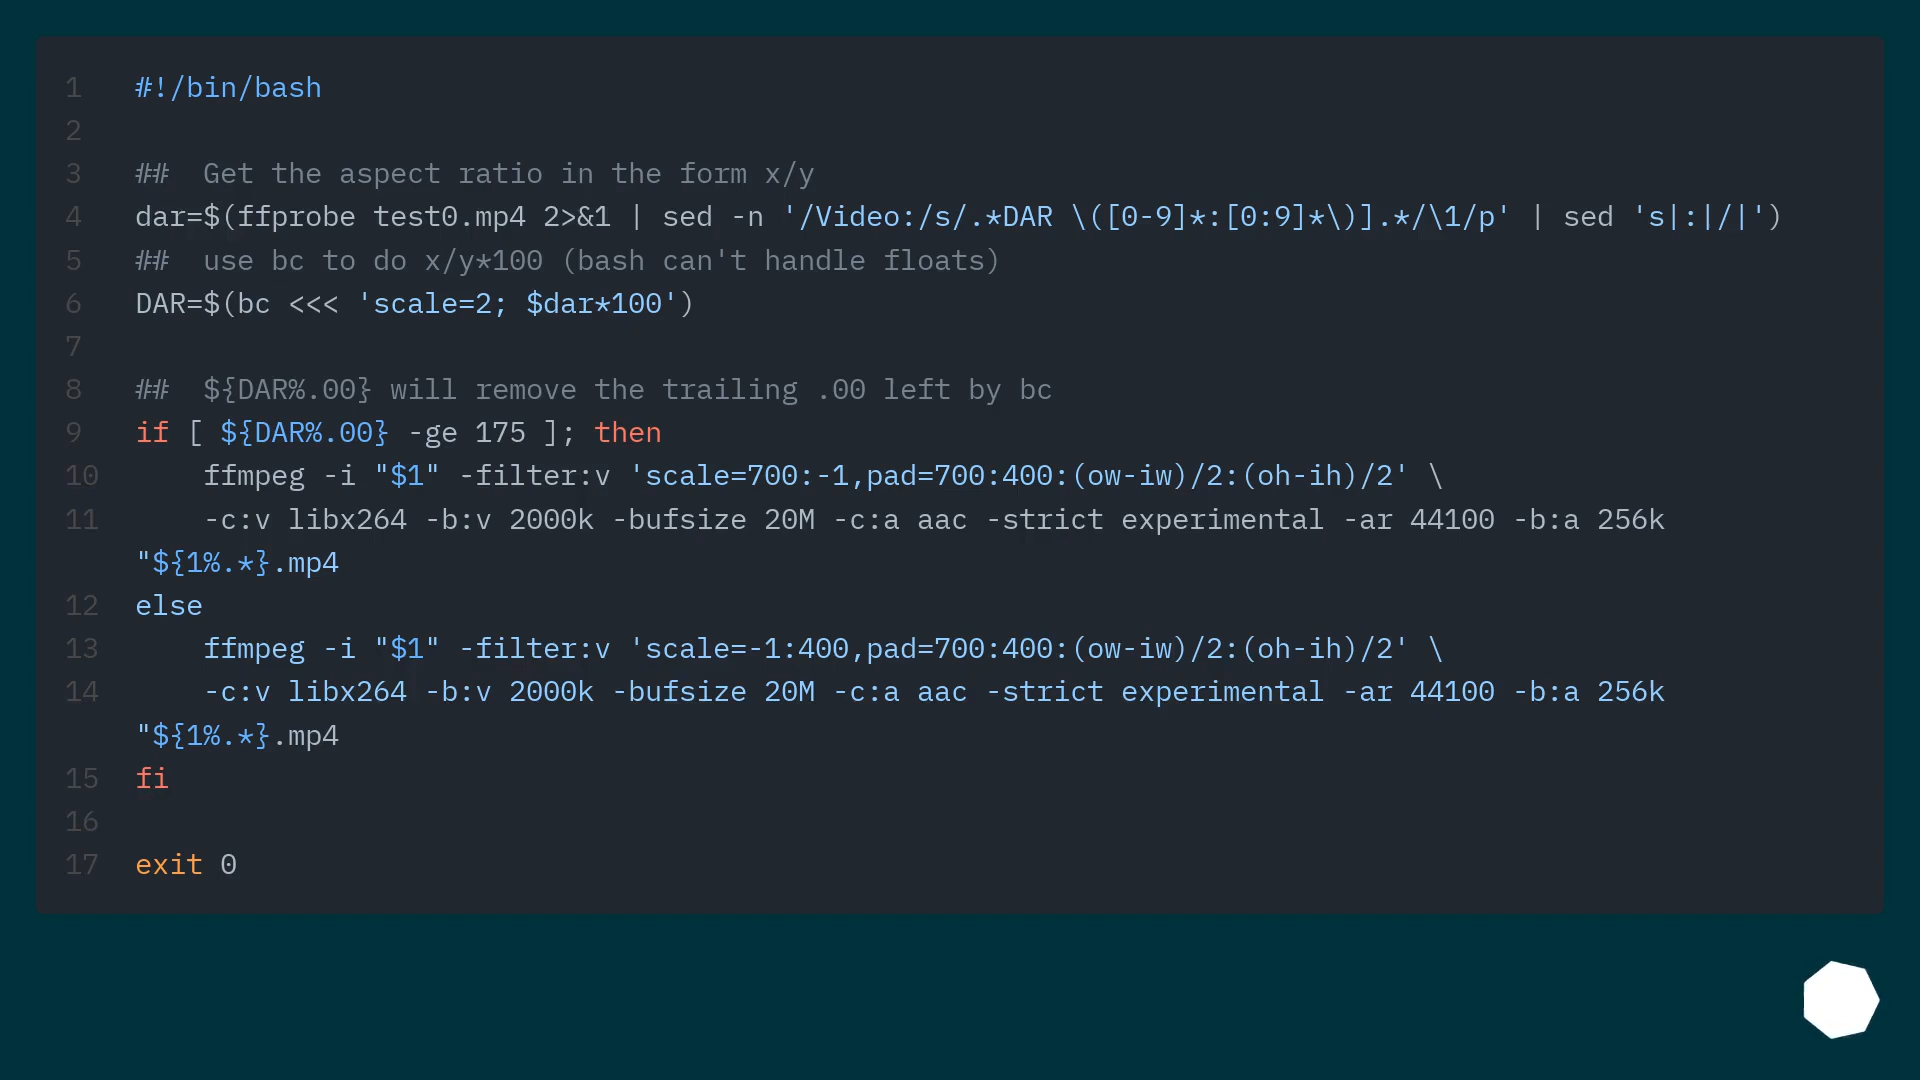 1 #!/bin/bash
2
3 ##  Get the aspect ratio in the form x/y
4 dar=$(ffprobe test0.mp4 2>&1 | sed -n '/Video:/s/.*DAR \([0-9]*:[0:9]*\)].*/\1/p' | sed 's|:|/|')
5 ##  use bc to do x/y*100 (bash can't handle floats)
6 DAR=$(bc <<< 'scale=2; $dar*100')
7
8 ##  ${DAR%.00} will remove the trailing .00 left by bc
9 if [ ${DAR%.00} -ge 175 ]; then
10     ffmpeg -i "$1" -filter:v 'scale=700:-1,pad=700:400:(ow-iw)/2:(oh-ih)/2' \
11     -c:v libx264 -b:v 2000k -bufsize 20M -c:a aac -strict experimental -ar 44100 -b:a 256k
"${1%.*}.mp4
12 else
13     ffmpeg -i "$1" -filter:v 'scale=-1:400,pad=700:400:(ow-iw)/2:(oh-ih)/2' \
14     -c:v libx264 -b:v 2000k -bufsize 20M -c:a aac -strict experimental -ar 44100 -b:a 256k
"${1%.*}.mp4
15 fi
16
17 exit 0